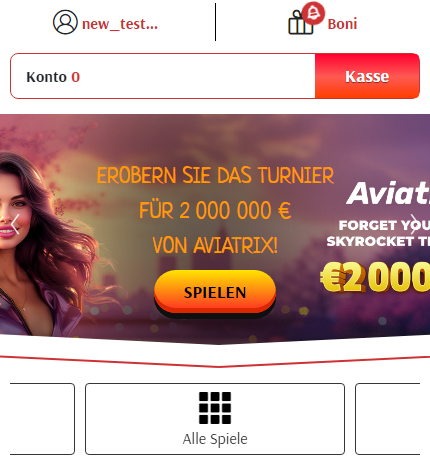 new_test...
Boni
Konto 0
Kasse
EROBERN SIE DAS TURNIER
FÜR 2 000 000 €
VON AVIATRIX!
SPIELEN
Aviat
FORGET YOU
SKYROCKET
€2 000
Alle Spiele